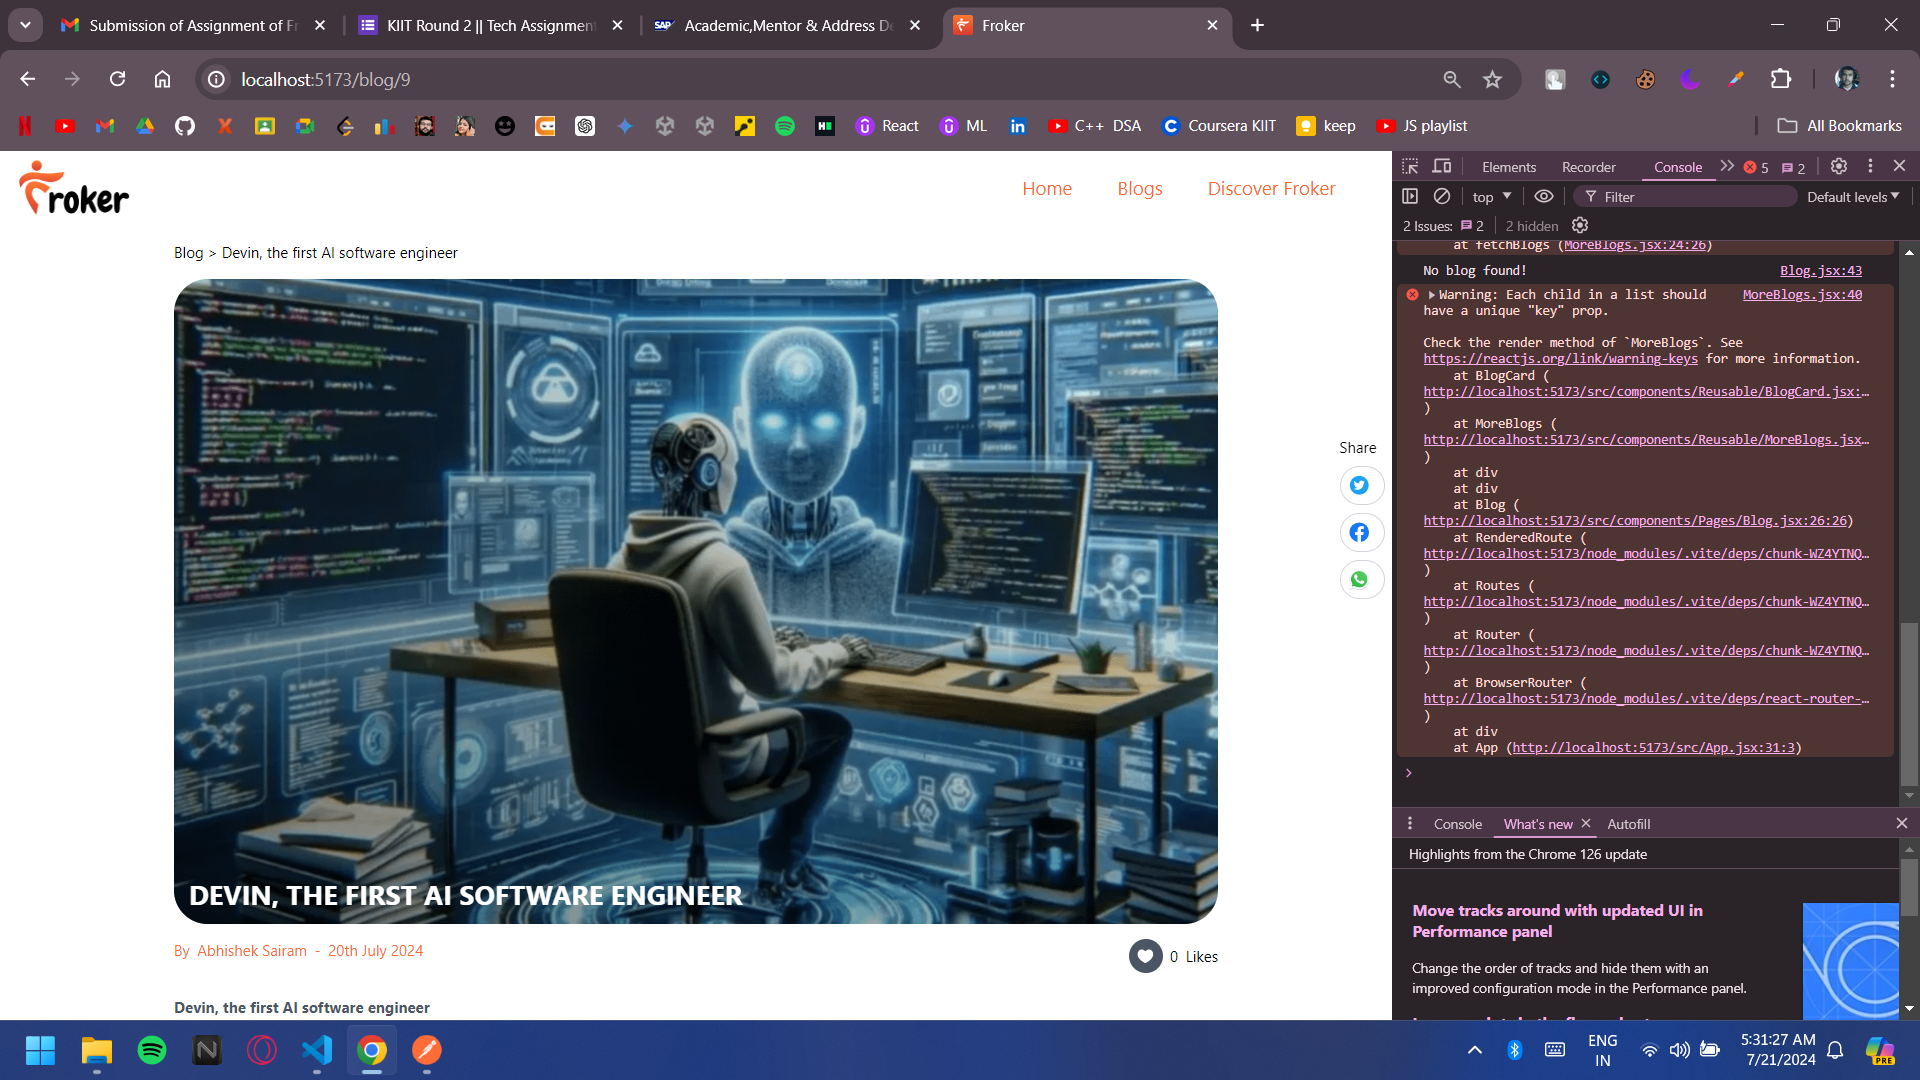 Submission of Assignment of Fr
KIIT Round 2 || Tech Assignment
SAP
Academic,Mentor & Address De
Froker
localhost:5173/blog/9
React
ML
C++ DSA
Coursera KIIT
keep
JS playlist
All Bookmarks
Froker
Home
Blogs
Discover Froker
Blog > Devin, the first AI software engineer
Share
DEVIN, THE FIRST AI SOFTWARE ENGINEER
By Abhishek Sairam - 20th July 2024
0 Likes
Devin, the first AI software engineer
Elements
Recorder
Console
5
2
top
Filter
Default levels
2 Issues: 2
2 hidden
at fetchBlogs (MoreBlogs.jsx:24:26)
No blog found!
Blog.jsx:43
Warning: Each child in a list should
MoreBlogs.jsx:40
have a unique "key" prop.
Check the render method of `MoreBlogs`. See
https://reactjs.org/link/warning-keys for more information.
at BlogCard (
http://localhost:5173/src/components/Reusable/BlogCard.jsx:…
)
at MoreBlogs (
http://localhost:5173/src/components/Reusable/MoreBlogs.jsx…
)
at div
at div
at Blog (
http://localhost:5173/src/components/Pages/Blog.jsx:26:26)
at RenderedRoute (
http://localhost:5173/node_modules/.vite/deps/chunk-WZ4YTNQ…
)
at Routes (
http://localhost:5173/node_modules/.vite/deps/chunk-WZ4YTNQ…
)
at Router (
http://localhost:5173/node_modules/.vite/deps/chunk-WZ4YTNQ…
)
at BrowserRouter (
http://localhost:5173/node_modules/.vite/deps/react-router-…
)
at div
at App (http://localhost:5173/src/App.jsx:31:3)
Console
What's new
Autofill
Highlights from the Chrome 126 update
Move tracks around with updated UI in
Performance panel
Change the order of tracks and hide them with an
improved configuration mode in the Performance panel.
ENG
IN
5:31:27 AM
7/21/2024
PRE